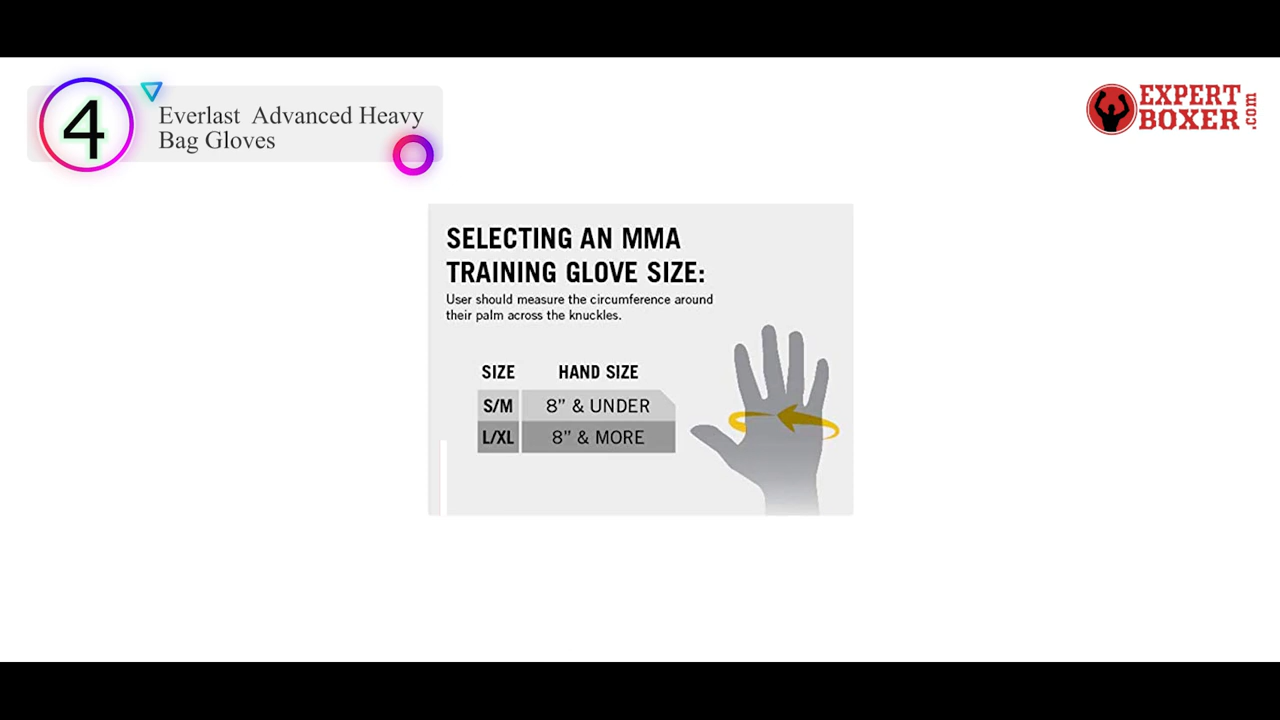 4
Everlast  Advanced Heavy
Bag Gloves
EXPERT
BOXER
.com
SELECTING AN MMA
TRAINING GLOVE SIZE:
User should measure the circumference around
their palm across the knuckles.
SIZE HAND SIZE
S/M 8” & UNDER
L/XL 8” & MORE